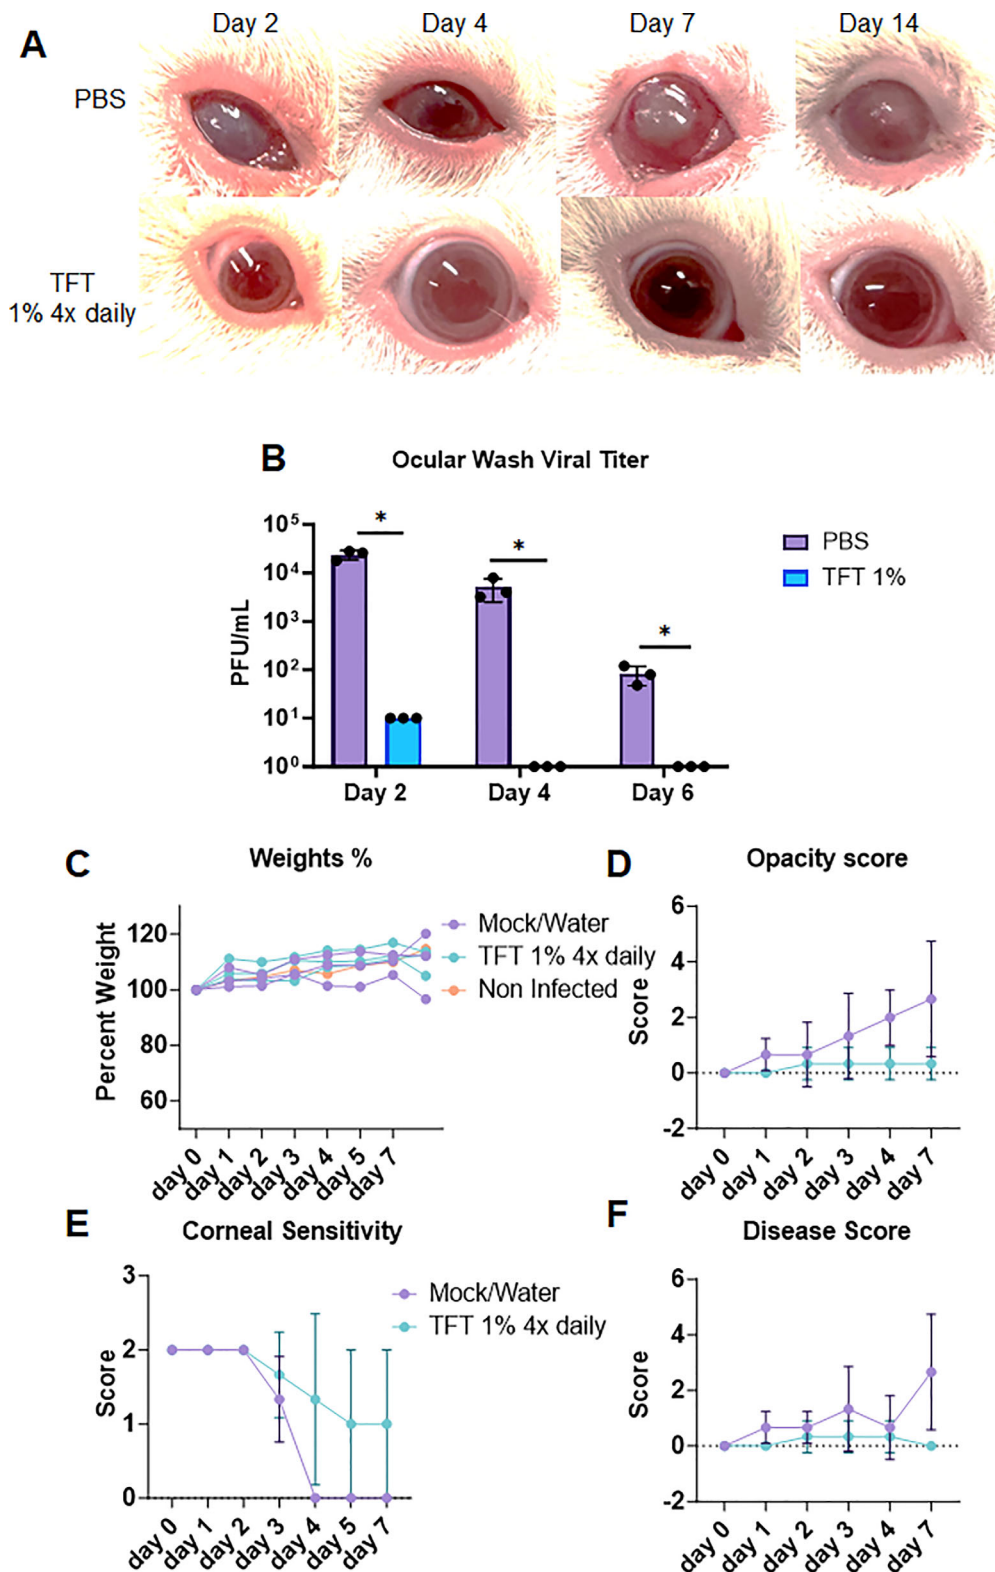 A
Day 2
Day 4
Day 7
Day 14
PBS
TFT
1% 4x daily
B
Ocular Wash Viral Titer
PFU/mL
10⁵
10⁴
10³
10²
10¹
10⁰
*
*
*
Day 2
Day 4
Day 6
PBS
TFT 1%
C
Weights %
Percent Weight
120
100
80
60
day 0
day 1
day 2
day 3
day 4
day 5
day 7
Mock/Water
TFT 1% 4x daily
Non Infected
D
Opacity score
Score
6
4
2
0
-2
day 0
day 1
day 2
day 3
day 4
day 7
E
Corneal Sensitivity
Score
3
2
1
0
day 0
day 1
day 2
day 3
day 4
day 5
day 7
Mock/Water
TFT 1% 4x daily
F
Disease Score
Score
6
4
2
0
-2
day 0
day 1
day 2
day 3
day 4
day 7